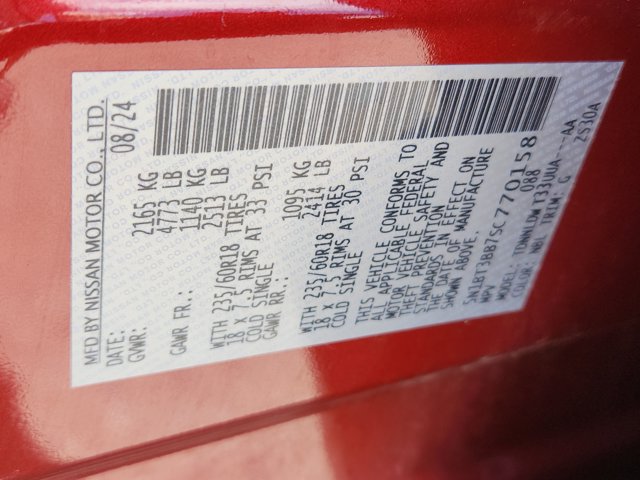 MFD BY NISSAN MOTOR CO., LTD.
DATE: 08/24
GVWR: 2165 KG
4773 LB
GAWR FR.: 1140 KG
2513 LB
WITH 235/60R18 TIRES
18 X 7.5 RIMS AT 33 PSI
COLD SINGLE
GAWR RR.: 1095 KG
2414 LB
WITH 235/60R18 TIRES
18 X 7.5 RIMS AT 30 PSI
COLD SINGLE
THIS VEHICLE CONFORMS TO
ALL APPLICABLE FEDERAL
MOTOR VEHICLE SAFETY AND
THEFT PREVENTION
STANDARDS IN EFFECT ON
THE DATE OF MANUFACTURE
SHOWN ABOVE.
5N1BT3BB7SC770158
MPV 088
MODEL: TDNNLDW T33UUA---AA
COLOR: NBL TRIM: G ZS30A